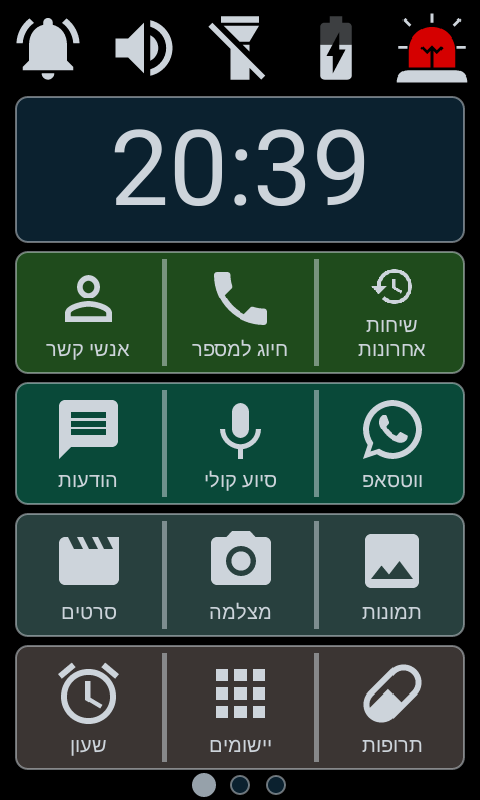 20:39
שיחות
אחרונות
חיוג למספר
אנשי קשר
ווטסאפ
סיוע קולי
הודעות
תמונות
מצלמה
סרטים
תרופות
יישומים
שעון